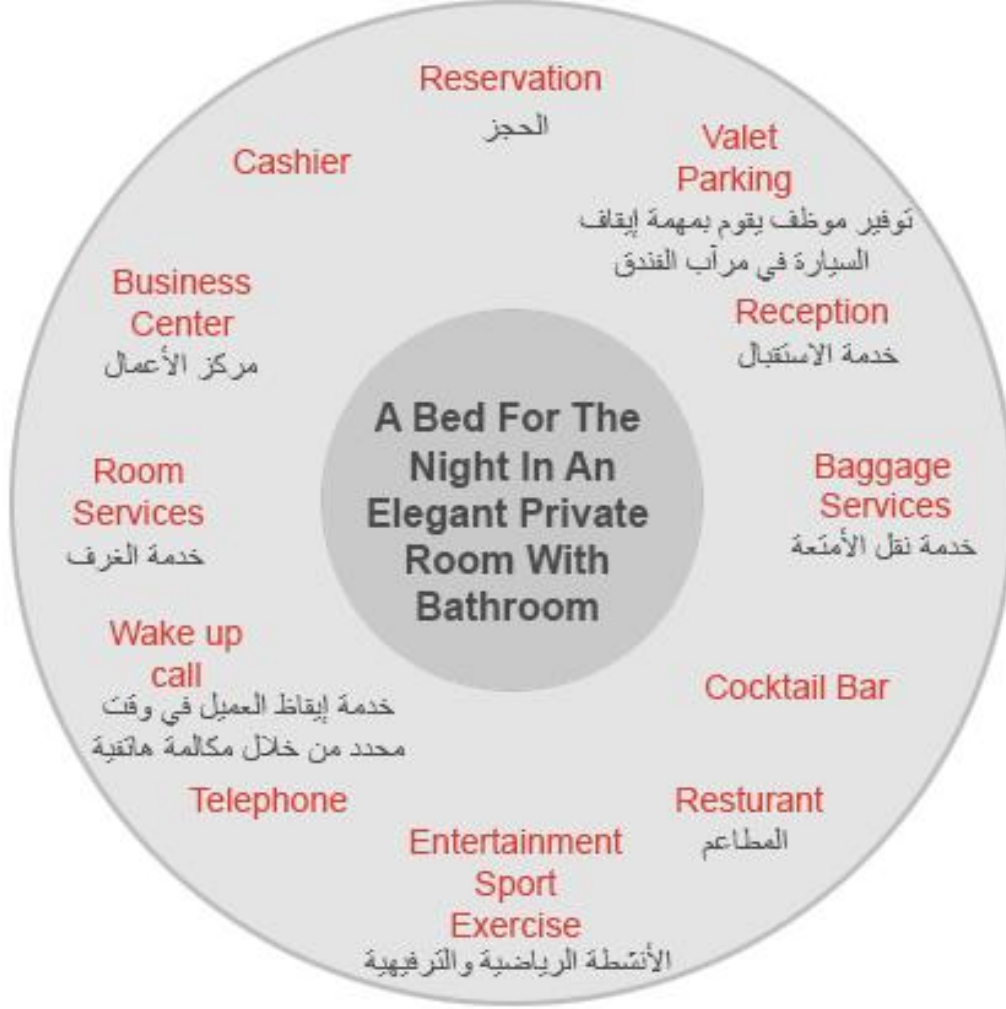 Reservation
الحجز
Valet
Parking
توفير موظف يقوم بمهمة إيقاف
السيارة في مرآب الفندق
Reception
خدمة الاستقبال
Baggage
Services
خدمة نقل الأمتعة
Cocktail Bar
Resturant
المطاعم
Entertainment
Sport
Exercise
الأنشطة الرياضية والترفيهية
Telephone
Wake up
call
خدمة إيقاظ العميل في وقت
محدد من خلال مكالمة هاتفية
Room
Services
خدمة الغرف
Business
Center
مركز الأعمال
Cashier
A Bed For The
Night In An
Elegant Private
Room With
Bathroom